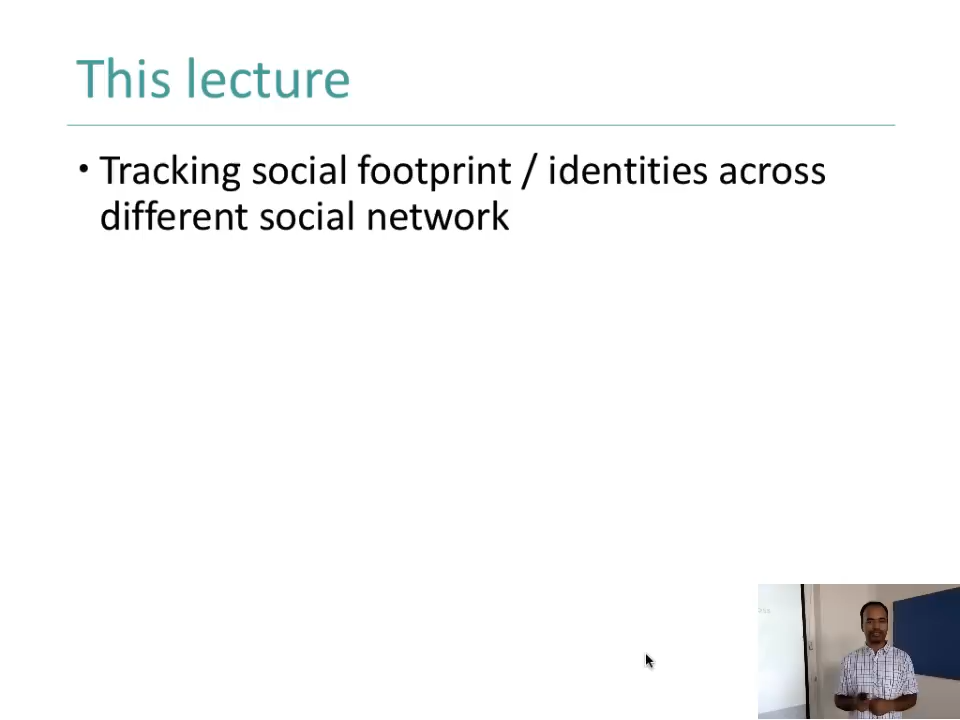 This lecture
• Tracking social footprint / identities across
different social network